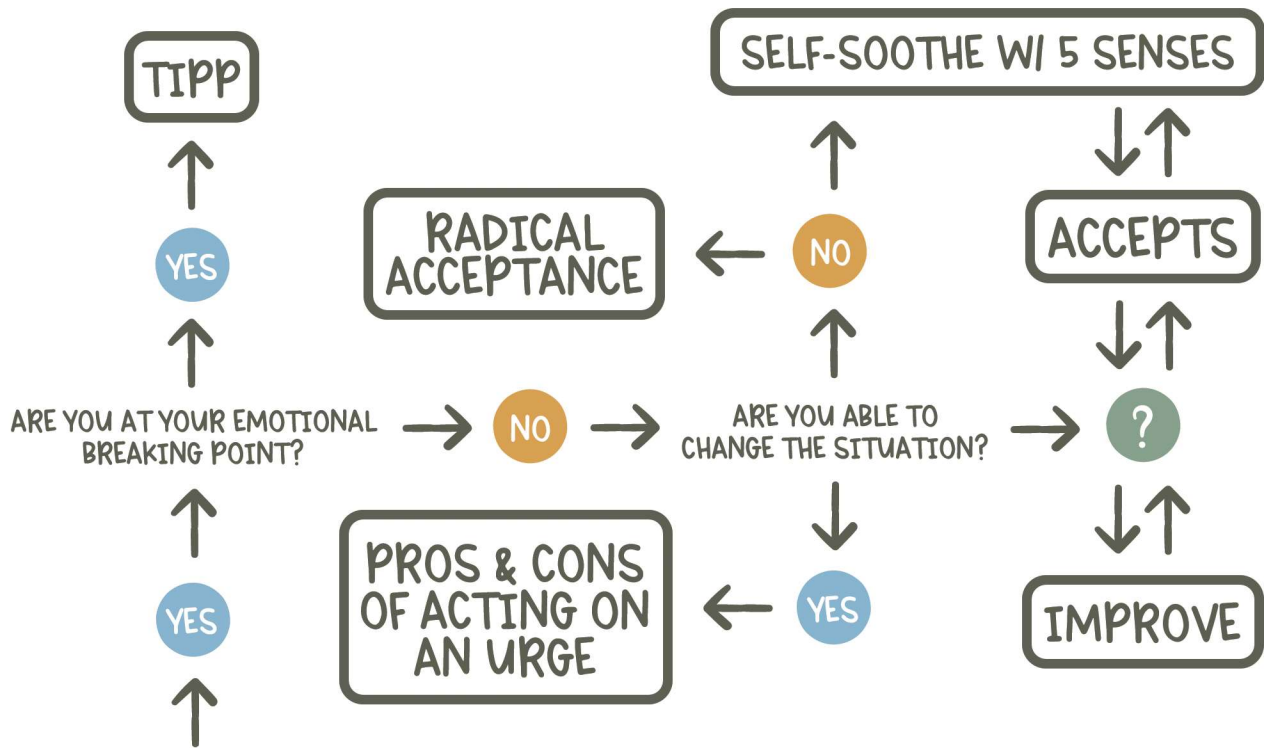 TIPP
SELF-SOOTHE W/ 5 SENSES
YES
RADICAL
ACCEPTANCE
NO
ACCEPTS
ARE YOU AT YOUR EMOTIONAL
BREAKING POINT?
NO
ARE YOU ABLE TO
CHANGE THE SITUATION?
?
YES
PROS & CONS
OF ACTING ON
AN URGE
YES
IMPROVE